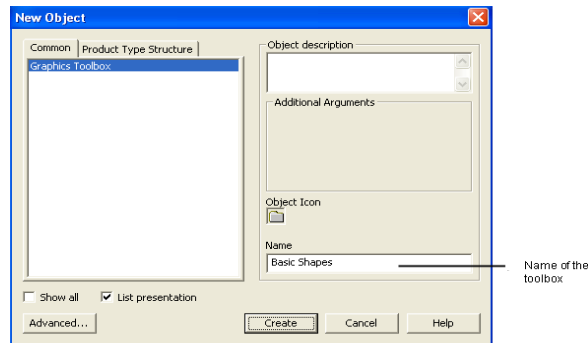 New Object
Common
Product Type Structure
Graphics Toolbox
Object description
Additional Arguments
Object Icon
Name
Basic Shapes
Name of the
toolbox
Show all
List presentation
Advanced...
Create
Cancel
Help